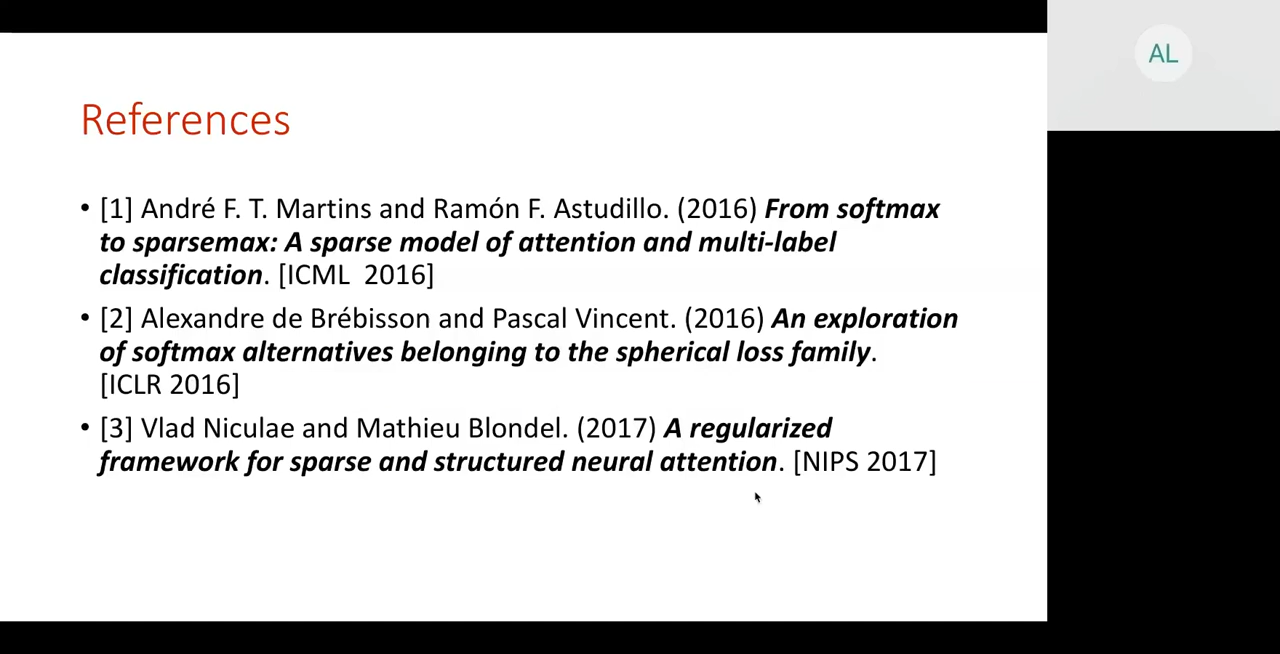 References
• [1] André F. T. Martins and Ramón F. Astudillo. (2016) From softmax
to sparsemax: A sparse model of attention and multi-label
classification. [ICML  2016]
• [2] Alexandre de Brébisson and Pascal Vincent. (2016) An exploration
of softmax alternatives belonging to the spherical loss family.
[ICLR 2016]
• [3] Vlad Niculae and Mathieu Blondel. (2017) A regularized
framework for sparse and structured neural attention. [NIPS 2017]
AL